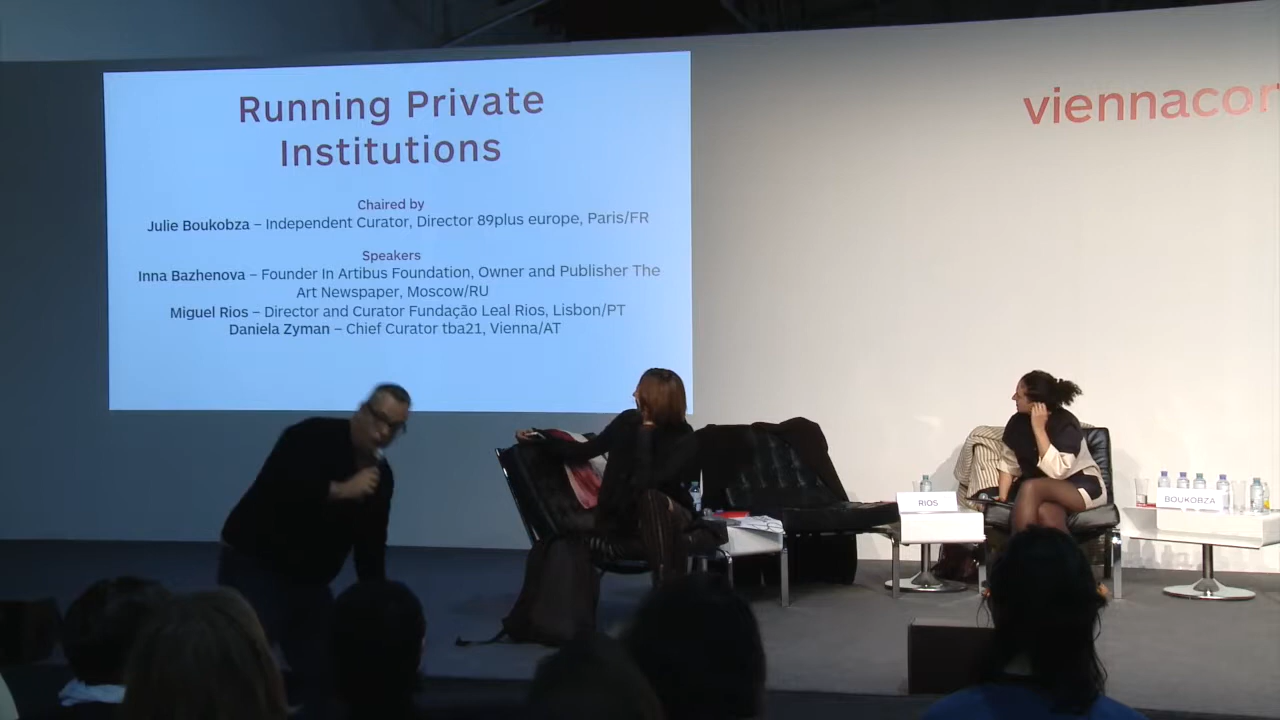 Running Private
Institutions
Chaired by
Julie Boukobza – Independent Curator, Director 89plus europe, Paris/FR
Speakers
Inna Bazhenova – Founder In Artibus Foundation, Owner and Publisher The
Art Newspaper, Moscow/RU
Miguel Rios – Director and Curator Fundação Leal Rios, Lisbon/PT
Daniela Zyman – Chief Curator tba21, Vienna/AT
viennacon
RIOS
BOUKOBZA